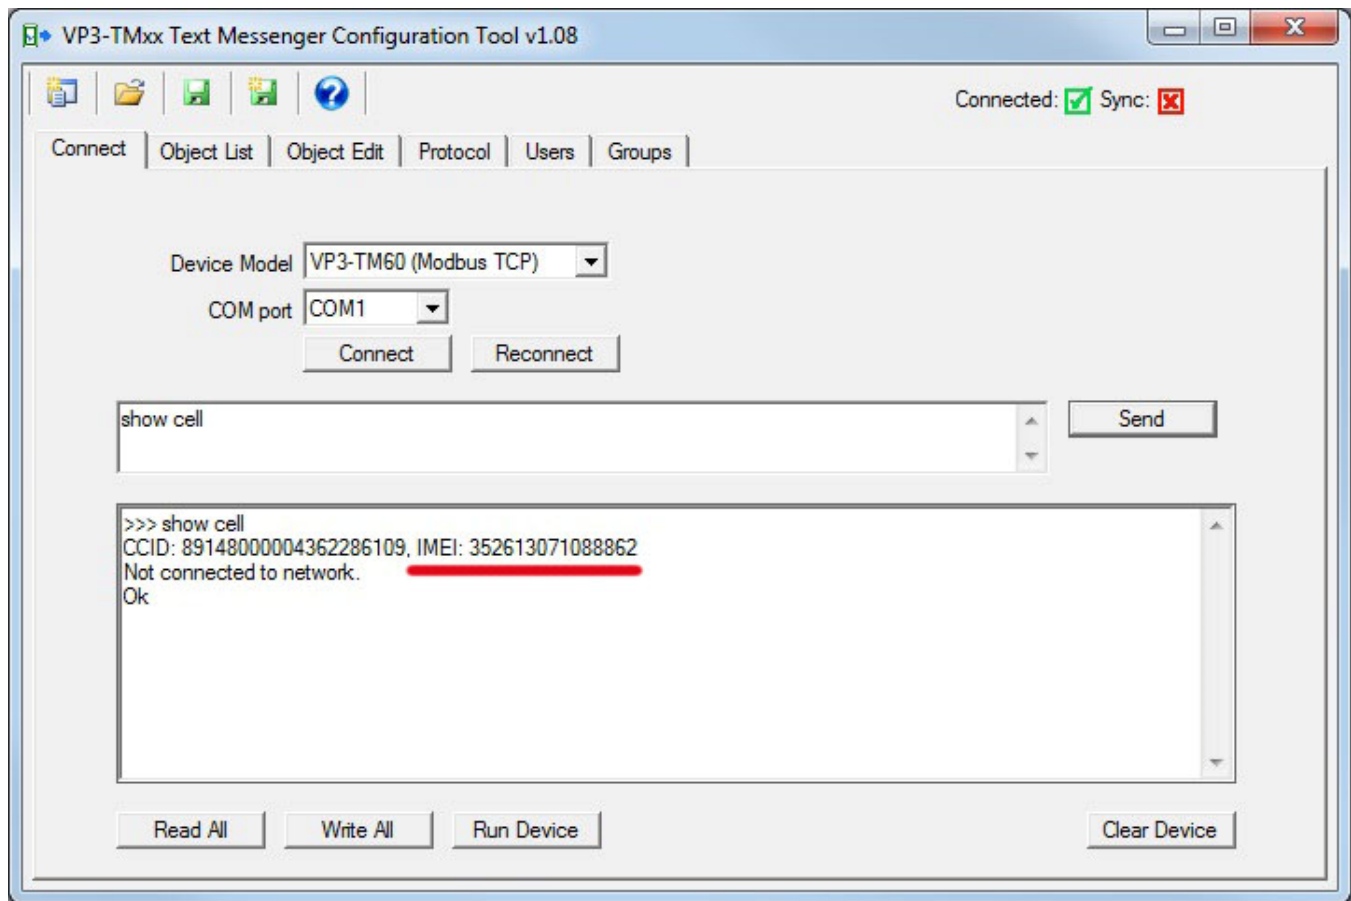 VP3-TMxx Text Messenger Configuration Tool v1.08
Connected: Sync:
Connect Object List Object Edit Protocol Users Groups
Device Model VP3-TM60 (Modbus TCP)
COM port COM1
Connect Reconnect
show cell Send
>>> show cell
CCID: 89148000004362286109, IMEI: 352613071088862
Not connected to network.
Ok
Read All Write All Run Device Clear Device